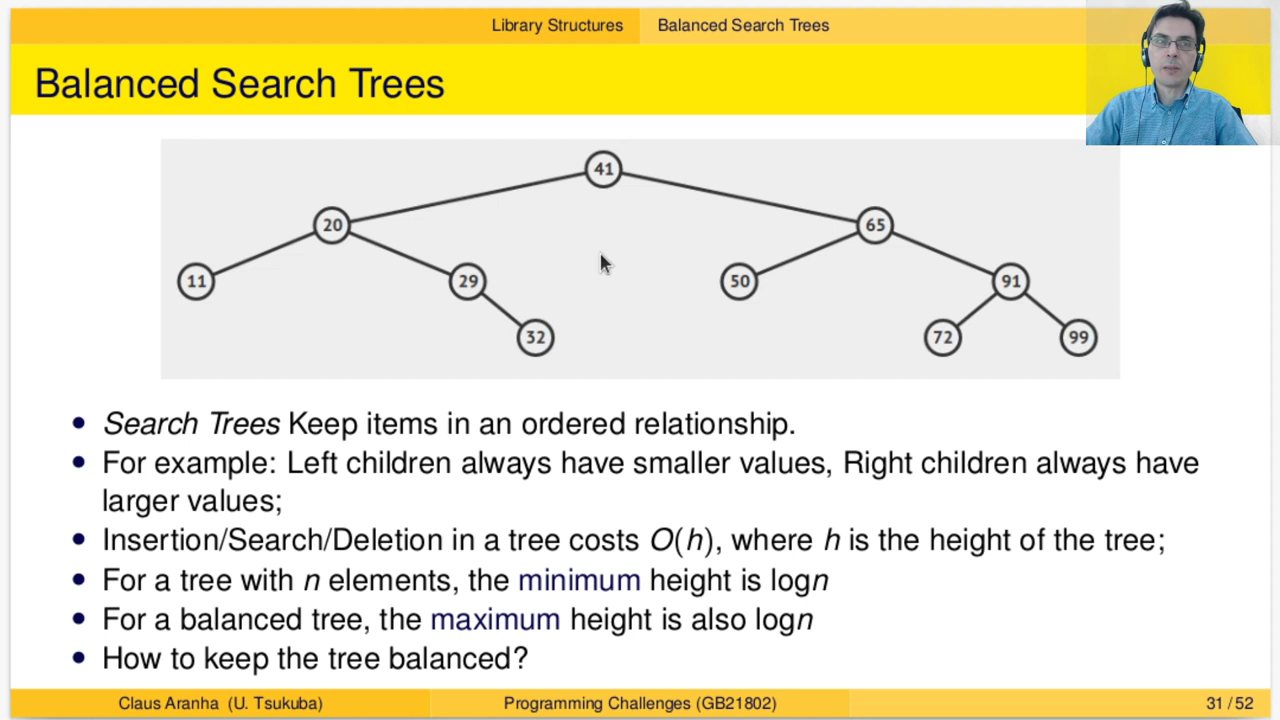 Library Structures Balanced Search Trees
Balanced Search Trees
41
20 65
11 29 50 91
32 72 99
• Search Trees Keep items in an ordered relationship.
• For example: Left children always have smaller values, Right children always have
larger values;
• Insertion/Search/Deletion in a tree costs O(h), where h is the height of the tree;
• For a tree with n elements, the minimum height is logn
• For a balanced tree, the maximum height is also logn
• How to keep the tree balanced?
Claus Aranha (U. Tsukuba) Programming Challenges (GB21802) 31 / 52